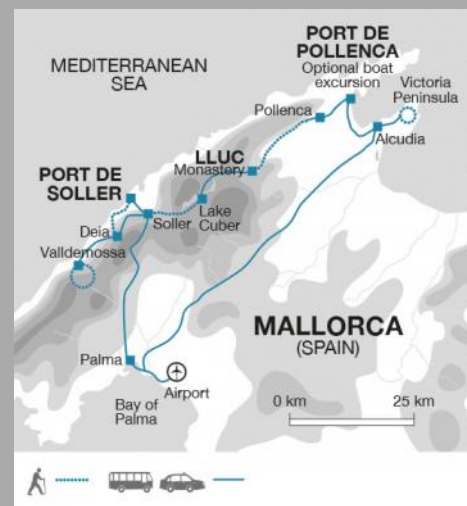 MEDITERRANEAN
SEA
PORT DE
POLLENCA
Optional boat
excursion
Victoria
Peninsula
Pollenca
Alcudia
LLUC
Monastery
PORT DE
SOLLER
Lake
Cuber
Soller
Deia
Valldemossa
MALLORCA
(SPAIN)
Palma
Airport
Bay of
Palma
0 km
25 km